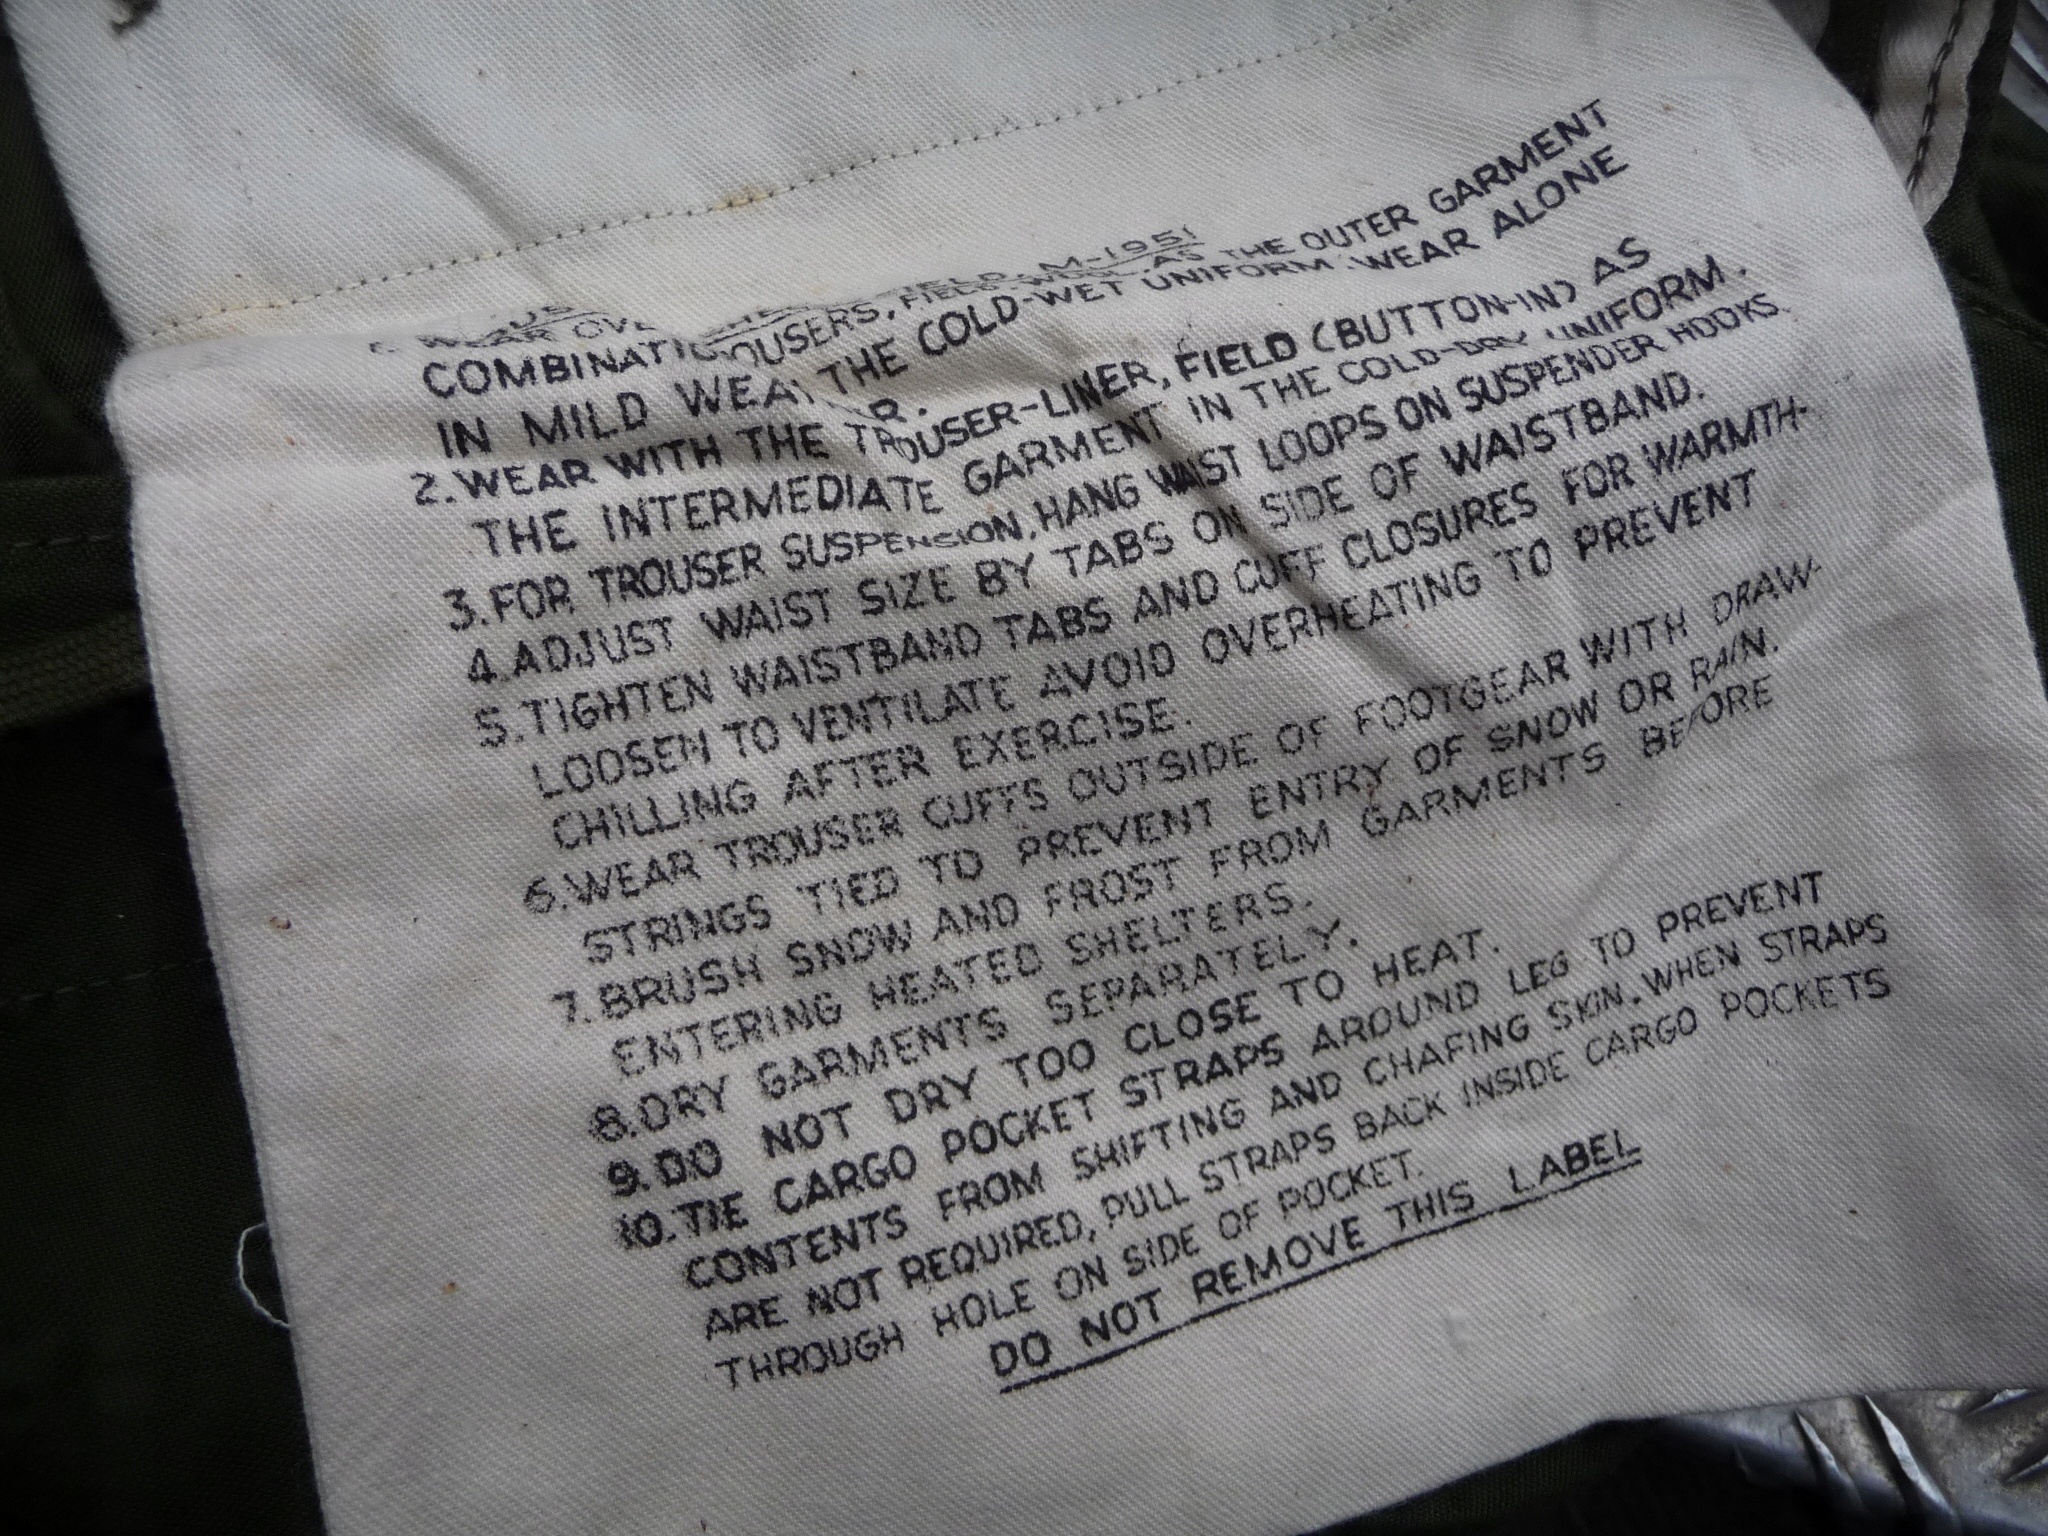 FIELD, M-1951
WEAR OVER TROUSERS, FIELD-WOOL AS THE OUTER GARMENT
COMBINATI THE COLD-WET UNIFORM. WEAR ALONE
IN MILD
2. WEAR WITH THE TROUSER-LINER, FIELD (BUTTON-IN) AS
THE INTERMEDIATE GARMENT IN THE COLD-DRY UNIFORM.
3. FOR TROUSER SUSPENSION, HANG WAIST LOOPS ON SUSPENDER HOOKS.
4. ADJUST WAIST SIZE BY TABS ON SIDE OF WAISTBAND.
5. TIGHTEN WAISTBAND TABS AND CUFF CLOSURES FOR WARMTH-
LOOSEN TO VENTILATE AVOID OVERHEATING TO PREVENT
CHILLING AFTER EXERCISE.
6. WEAR TROUSER CUFFS OUTSIDE OF FOOTGEAR WITH DRAW-
STRINGS TIED TO PREVENT ENTRY OF SNOW OR RAIN.
7. BRUSH SNOW AND FROST FROM GARMENTS BEFORE
ENTERING HEATED SHELTERS.
8. DRY GARMENTS SEPARATELY.
9. DO NOT DRY TOO CLOSE TO HEAT.
10. TIE CARGO POCKET STRAPS AROUND LEG TO PREVENT
CONTENTS FROM SHIFTING AND CHAFING SKIN. WHEN STRAPS
ARE NOT REQUIRED, PULL STRAPS BACK INSIDE CARGO POCKETS
THROUGH HOLE ON SIDE OF POCKET.
DO NOT REMOVE THIS LABEL